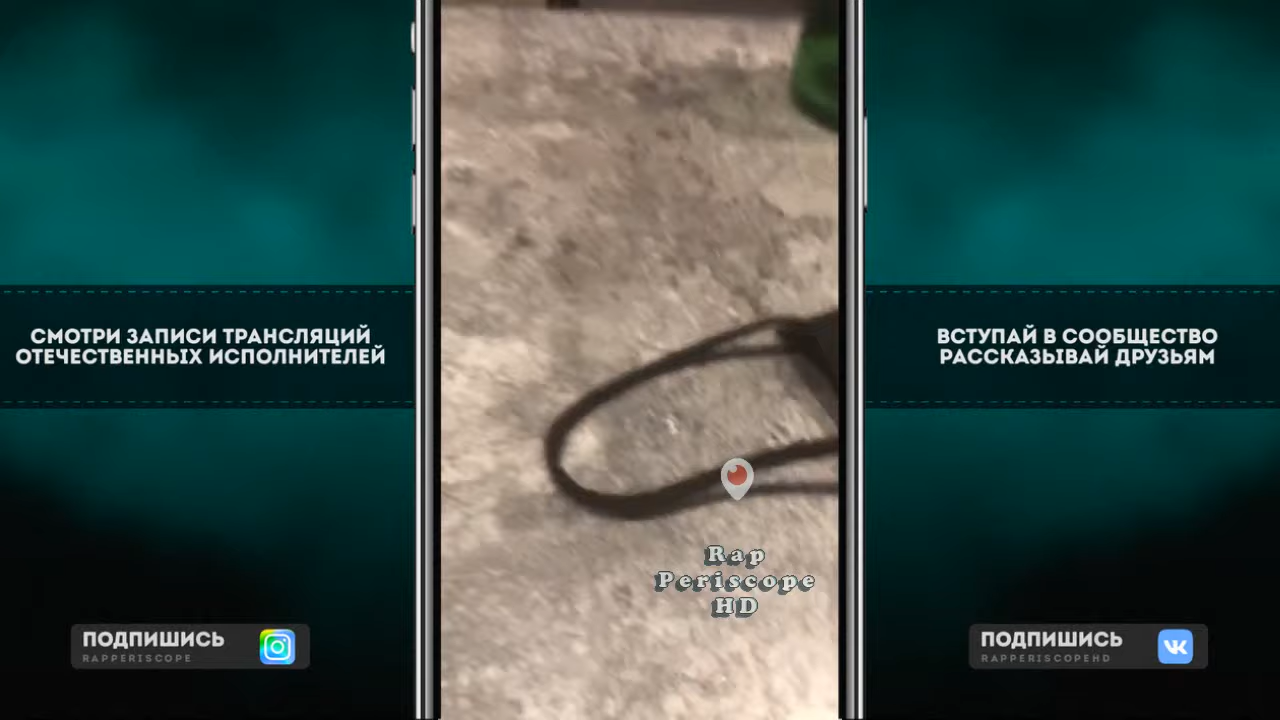 СМОТРИ ЗАПИСИ ТРАНСЛЯЦИЙ
ОТЕЧЕСТВЕННЫХ ИСПОЛНИТЕЛЕЙ
ВСТУПАЙ В СООБЩЕСТВО
РАССКАЗЫВАЙ ДРУЗЬЯМ
Rap
Periscope
HD
ПОДПИШИСЬ
RAPPERISCOPE
ПОДПИШИСЬ
RAPPERISCOPEHD